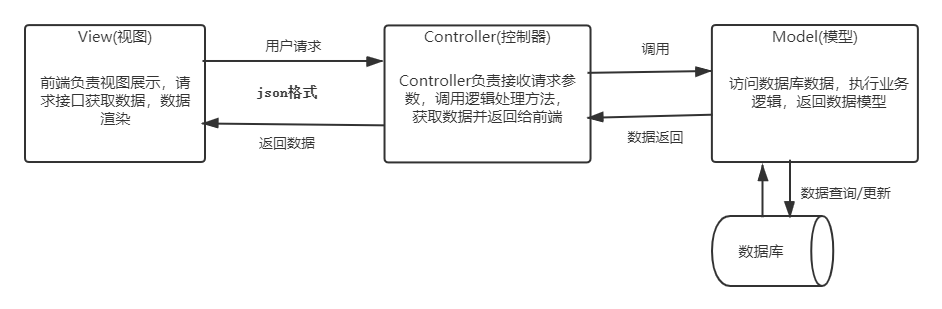 View(视图)
前端负责视图展示，请
求接口获取数据，数据
渲染
用户请求
json格式
返回数据
Controller(控制器)
Controller负责接收请求参
数，调用逻辑处理方法，
获取数据并返回给前端
调用
数据返回
Model(模型)
访问数据库数据，执行业务
逻辑，返回数据模型
数据查询/更新
数据库